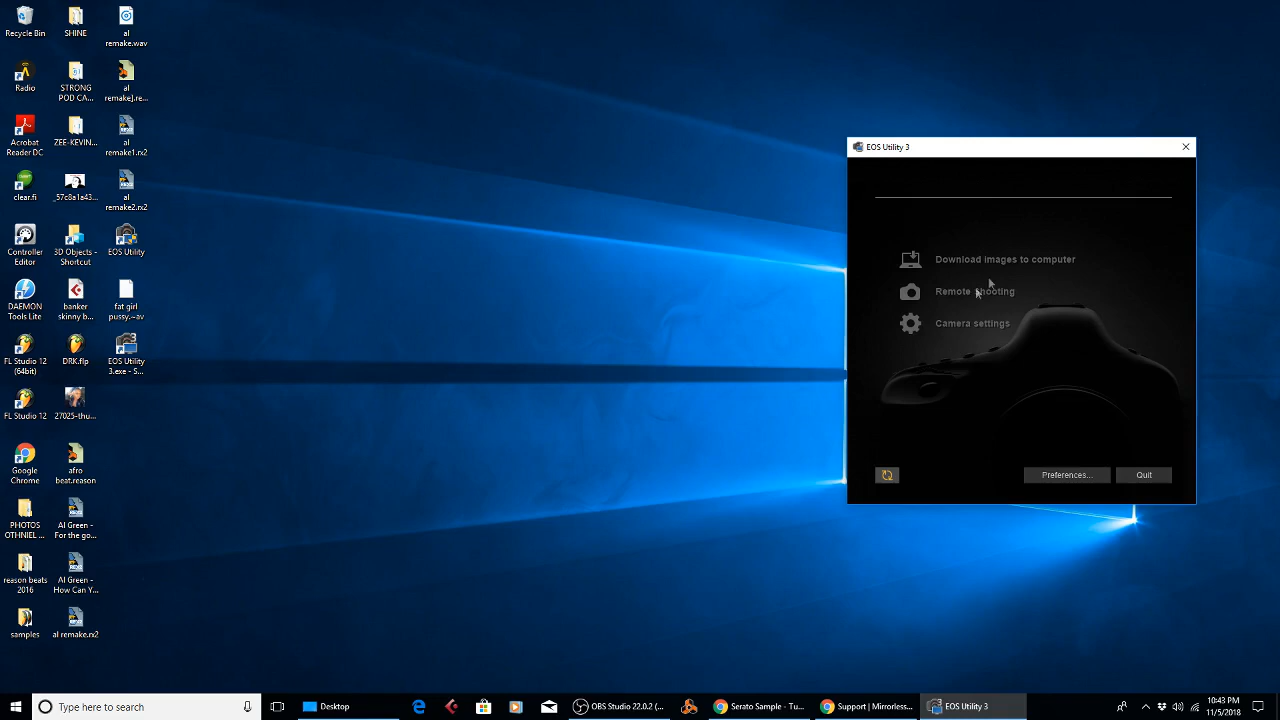 Recycle Bin
SHINE
al
remake.wav
Radio
STRONG
POD CA...
al
remake].re...
Acrobat
Reader DC
ZEE-KEVIN...
al
remake1.rx2
clear.fi
_57c8a1a43...
al
remake2.rx2
Controller
Editor
3D Objects -
Shortcut
EOS Utility
DAEMON
Tools Lite
banker
skinny b...
fat girl
pussy.~av
FL Studio 12
(64bit)
DRK.flp
EOS Utility
3.exe - S...
FL Studio 12
27025-thu...
Google
Chrome
afro
beat.reason
PHOTOS
OTHNIEL ...
Al Green -
For the go...
reason beats
2016
Al Green -
How Can Y...
samples
al remake.rx2
EOS Utility 3
Download images to computer
Remote shooting
Camera settings
Preferences...
Quit
Type here to search
Desktop
OBS Studio 22.0.2 (...
Serato Sample - Tu...
Support | Mirrorless...
EOS Utility 3
10:43 PM
11/5/2018